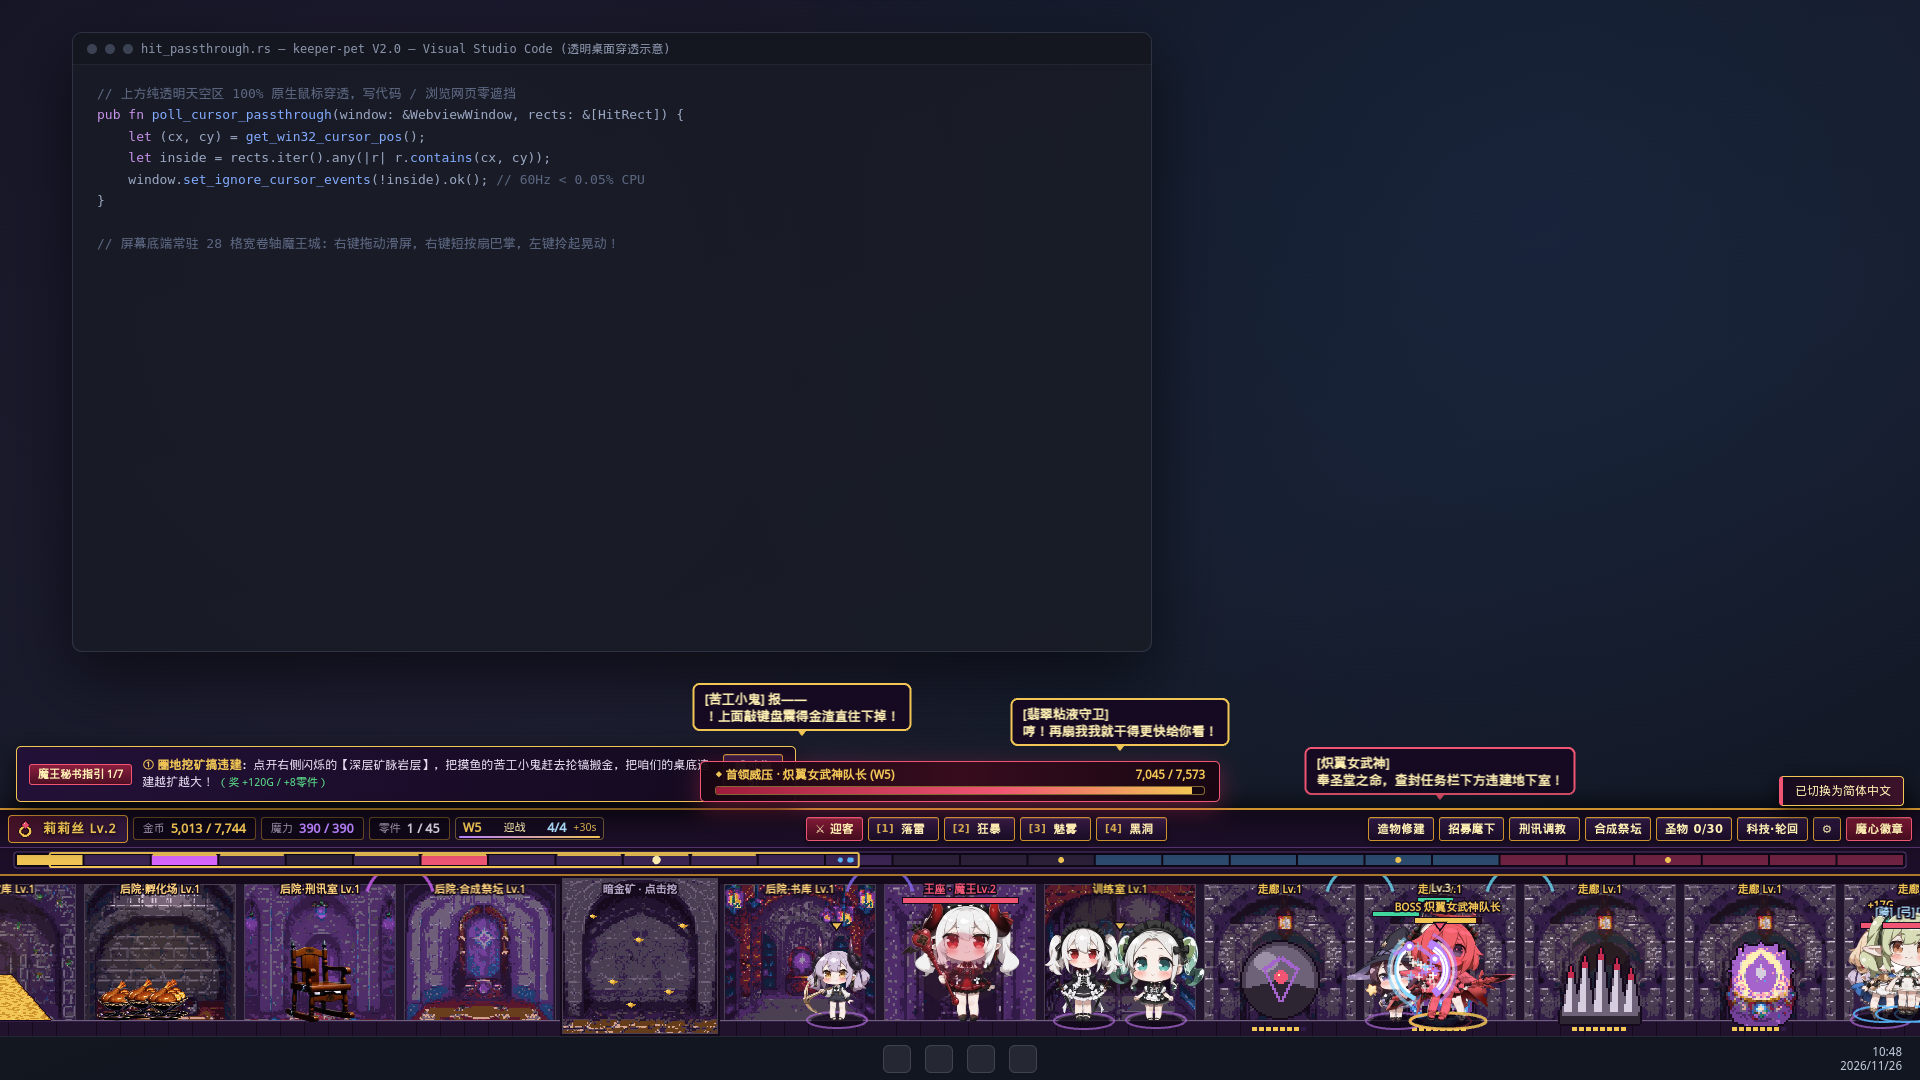 hit_passthrough.rs — keeper-pet V2.0 — Visual Studio Code (透明桌面穿透示意)
// 上方纯透明天空区 100% 原生鼠标穿透，写代码 / 浏览网页零遮挡
pub fn poll_cursor_passthrough(window: &WebviewWindow, rects: &[HitRect]) {
    let (cx, cy) = get_win32_cursor_pos();
    let inside = rects.iter().any(|r| r.contains(cx, cy));
    window.set_ignore_cursor_events(!inside).ok(); // 60Hz < 0.05% CPU
}
// 屏幕底端常驻 28 格宽卷轴魔王城：右键拖动滑屏，右键短按扇巴掌，左键拎起晃动！
[苦工小鬼] 报——
！上面敲键盘震得金渣直往下掉！
[翡翠粘液守卫]
哼！再扇我我就干得更快给你看！
[炽翼女武神]
奉圣堂之命，查封任务栏下方违建地下室！
魔王秘书指引 1/7
① 圈地挖矿搞违建：点开右侧闪烁的【深层矿脉岩层】，把摸鱼的苦工小鬼赶去抡镐搬金，把咱们的桌底
建越扩越大！（奖 +120G / +8零件）
◆ 首领威压 · 炽翼女武神队长 (W5)
7,045 / 7,573
已切换为简体中文
莉莉丝 Lv.2
金币 5,013 / 7,744
魔力 390 / 390
零件 1 / 45
W5 迎战 4/4 +30s
⚔ 迎客
[1] 落雷
[2] 狂暴
[3] 魅雾
[4] 黑洞
造物修建
招募麾下
刑讯调教
合成祭坛
圣物 0/30
科技·轮回
⚙
魔心徽章
库 Lv.1
后院·孵化场 Lv.1
后院·刑讯室 Lv.1
后院·合成祭坛 Lv.1
暗金矿 · 点击挖
后院·书库 Lv.1
王座 · 魔王Lv.2
训练室 Lv.1
走廊 Lv.1
Lv.3
BOSS 炽翼女武神队长
走廊 Lv.1
走廊 Lv.1
走廊
+17G
10:48
2026/11/26